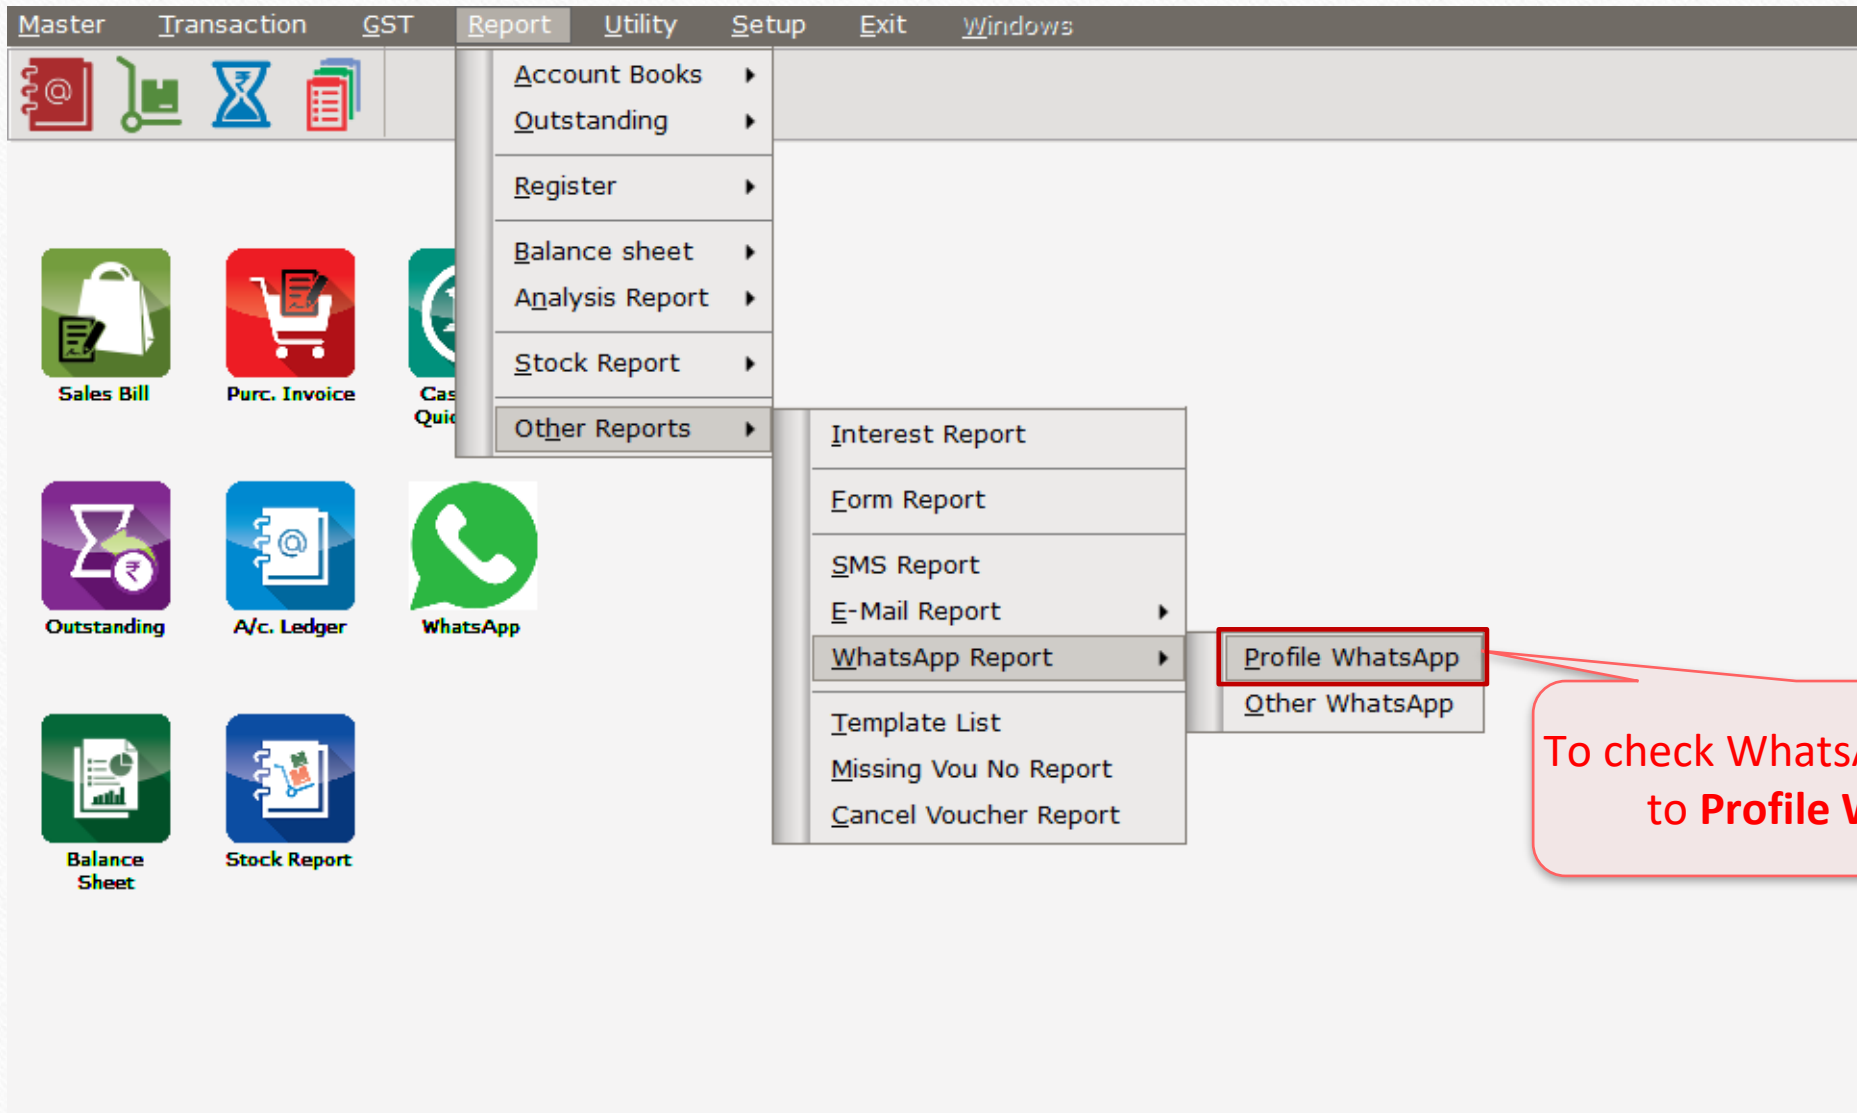 Master Transaction GST Report Utility Setup Exit Windows
Account Books
Outstanding
Register
Balance sheet
Analysis Report
Stock Report
Other Reports
Interest Report
Form Report
SMS Report
E-Mail Report
WhatsApp Report
Template List
Missing Vou No Report
Cancel Voucher Report
Profile WhatsApp
Other WhatsApp
Sales Bill
Purc. Invoice
Outstanding
A/c. Ledger
WhatsApp
Balance
Sheet
Stock Report
To check
to Profile